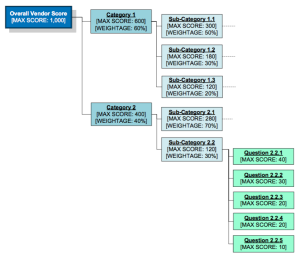 Overall Vendor Score
[MAX SCORE: 1,000]
Category 1
[MAX SCORE: 600]
[WEIGHTAGE: 60%]
Sub-Category 1.1
[MAX SCORE: 300]
[WEIGHTAGE: 50%]
Sub-Category 1.2
[MAX SCORE: 180]
[WEIGHTAGE: 30%]
Sub-Category 1.3
[MAX SCORE: 120]
[WEIGHTAGE: 20%]
Category 2
[MAX SCORE: 400]
[WEIGHTAGE: 40%]
Sub-Category 2.1
[MAX SCORE: 280]
[WEIGHTAGE: 70%]
Sub-Category 2.2
[MAX SCORE: 120]
[WEIGHTAGE: 30%]
Question 2.2.1
[MAX SCORE: 40]
Question 2.2.2
[MAX SCORE: 30]
Question 2.2.3
[MAX SCORE: 20]
Question 2.2.4
[MAX SCORE: 20]
Question 2.2.5
[MAX SCORE: 10]